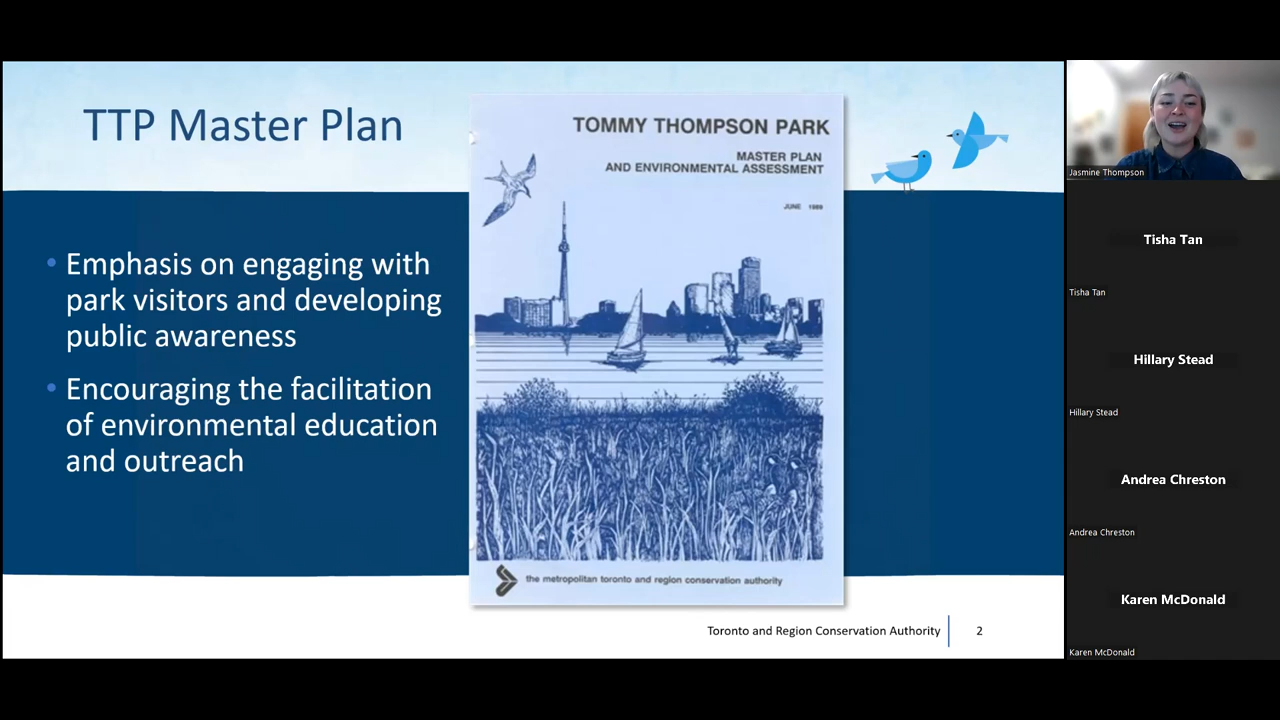 TTP Master Plan
• Emphasis on engaging with
park visitors and developing
public awareness
• Encouraging the facilitation
of environmental education
and outreach
TOMMY THOMPSON PARK
MASTER PLAN
AND ENVIRONMENTAL ASSESSMENT
JUNE 1989
the metropolitan toronto and region conservation authority
Toronto and Region Conservation Authority
2
Jasmine Thompson
Tisha Tan
Tisha Tan
Hillary Stead
Hillary Stead
Andrea Chreston
Andrea Chreston
Karen McDonald
Karen McDonald